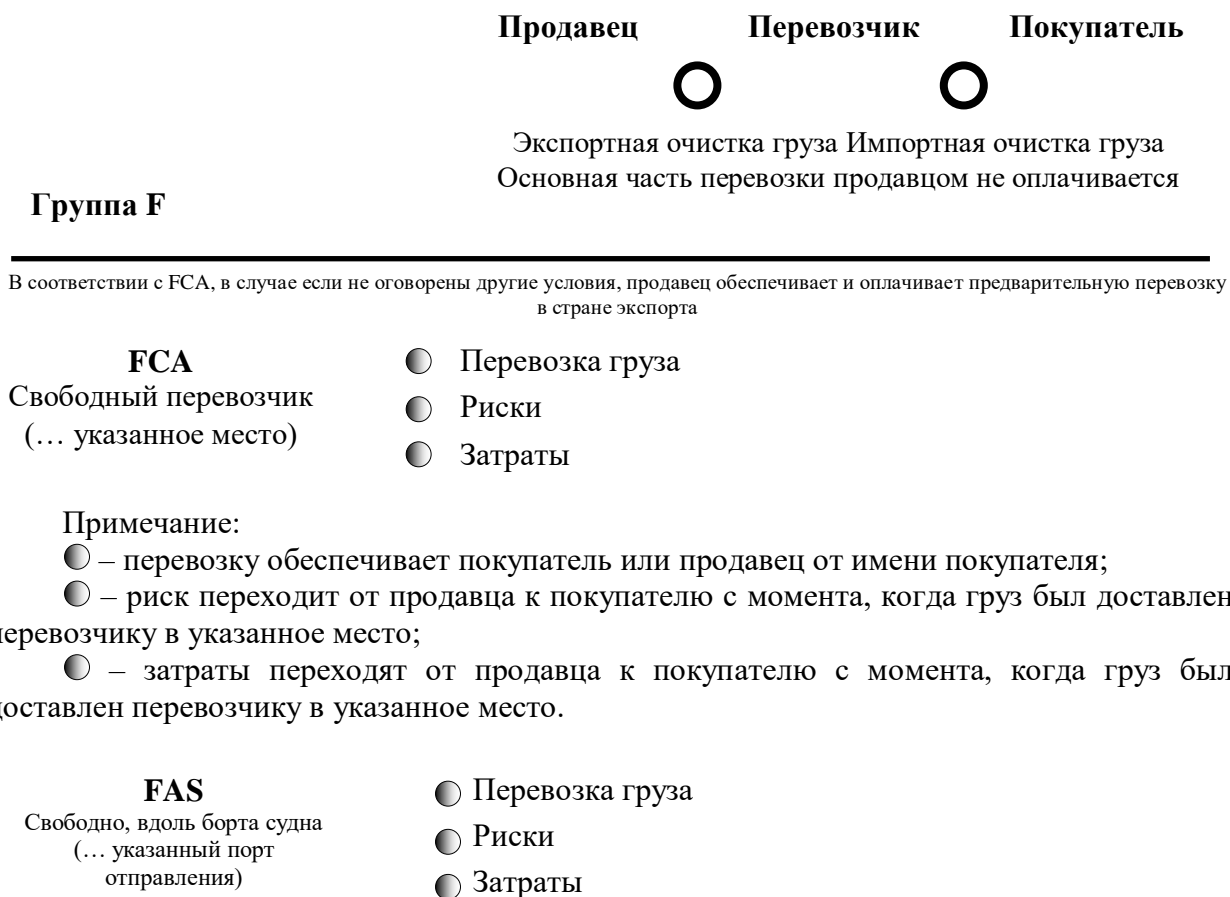 Продавец Перевозчик Покупатель
Экспортная очистка груза Импортная очистка груза
Основная часть перевозки продавцом не оплачивается
Группа F
В соответствии с FCA, в случае если не оговорены другие условия, продавец обеспечивает и оплачивает предварительную перевозку
в стране экспорта
FCA
Свободный перевозчик
(… указанное место)
Перевозка груза
Риски
Затраты
Примечание:
– перевозку обеспечивает покупатель или продавец от имени покупателя;
– риск переходит от продавца к покупателю с момента, когда груз был доставлен
перевозчику в указанное место;
– затраты переходят от продавца к покупателю с момента, когда груз был
доставлен перевозчику в указанное место.
FAS
Свободно, вдоль борта судна
(… указанный порт
отправления)
Перевозка груза
Риски
Затраты